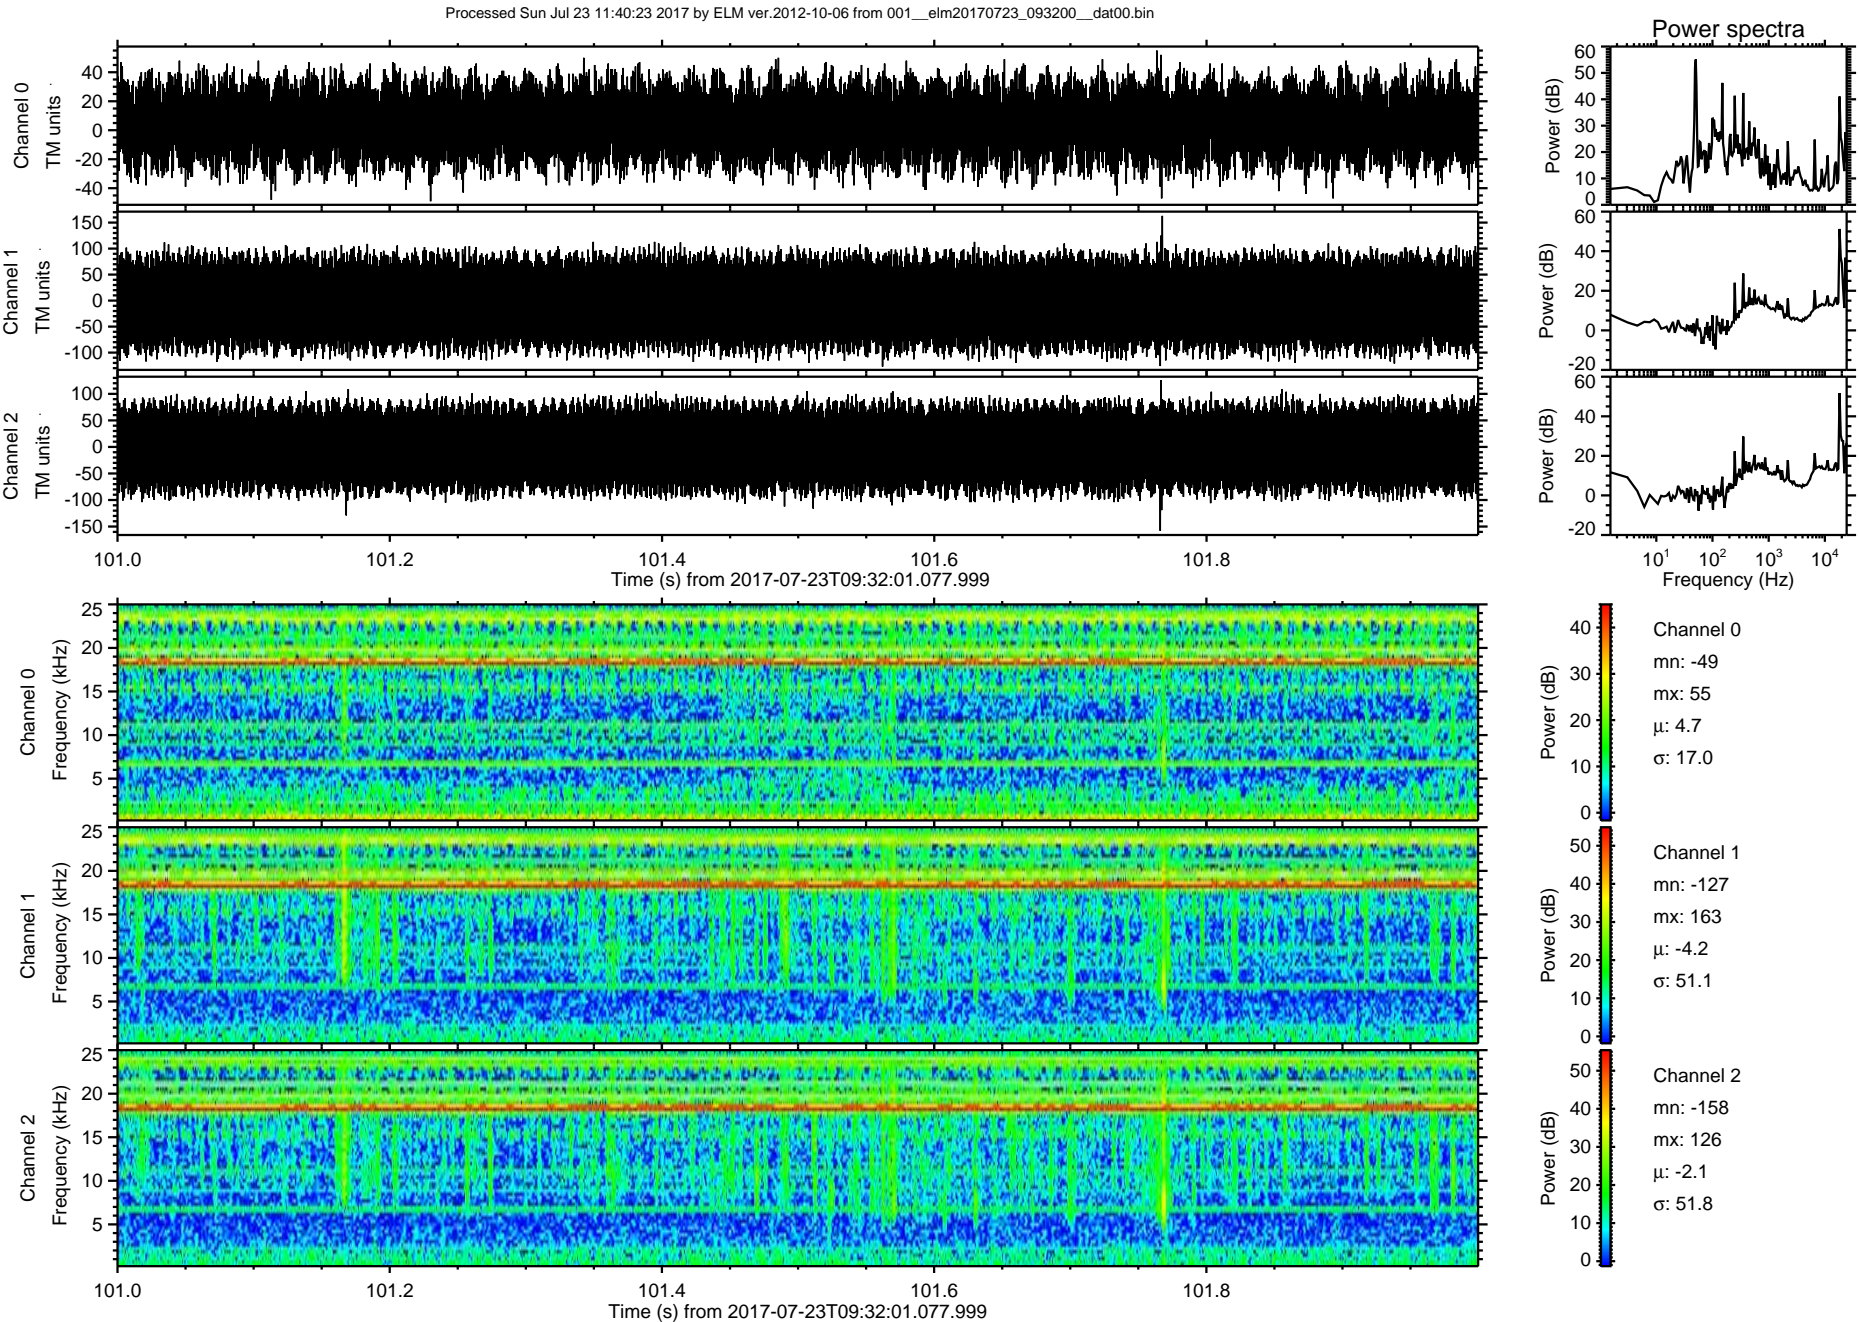 Processed Sun Jul 23 11:40:23 2017 by ELM ver.2012-10-06 from 001__elm20170723_093200__dat00.bin
Power spectra
Channel 0
TM units
40
20
0
-20
-40
Power (dB)
60
50
40
30
20
10
0
Channel 1
TM units
150
100
50
0
-50
-100
Power (dB)
60
40
20
0
-20
Channel 2
TM units
100
50
0
-50
-100
-150
Power (dB)
60
40
20
0
-20
101.0 101.2 101.4 101.6 101.8
Time (s) from 2017-07-23T09:32:01.077.999
10¹ 10² 10³ 10⁴
Frequency (Hz)
Channel 0
Frequency (kHz)
25
20
15
10
5
Power (dB)
40
30
20
10
0
Channel 0
mn: -49
mx: 55
μ: 4.7
σ: 17.0
Channel 1
Frequency (kHz)
25
20
15
10
5
Power (dB)
50
40
30
20
10
0
Channel 1
mn: -127
mx: 163
μ: -4.2
σ: 51.1
Channel 2
Frequency (kHz)
25
20
15
10
5
Power (dB)
50
40
30
20
10
0
Channel 2
mn: -158
mx: 126
μ: -2.1
σ: 51.8
101.0 101.2 101.4 101.6 101.8
Time (s) from 2017-07-23T09:32:01.077.999